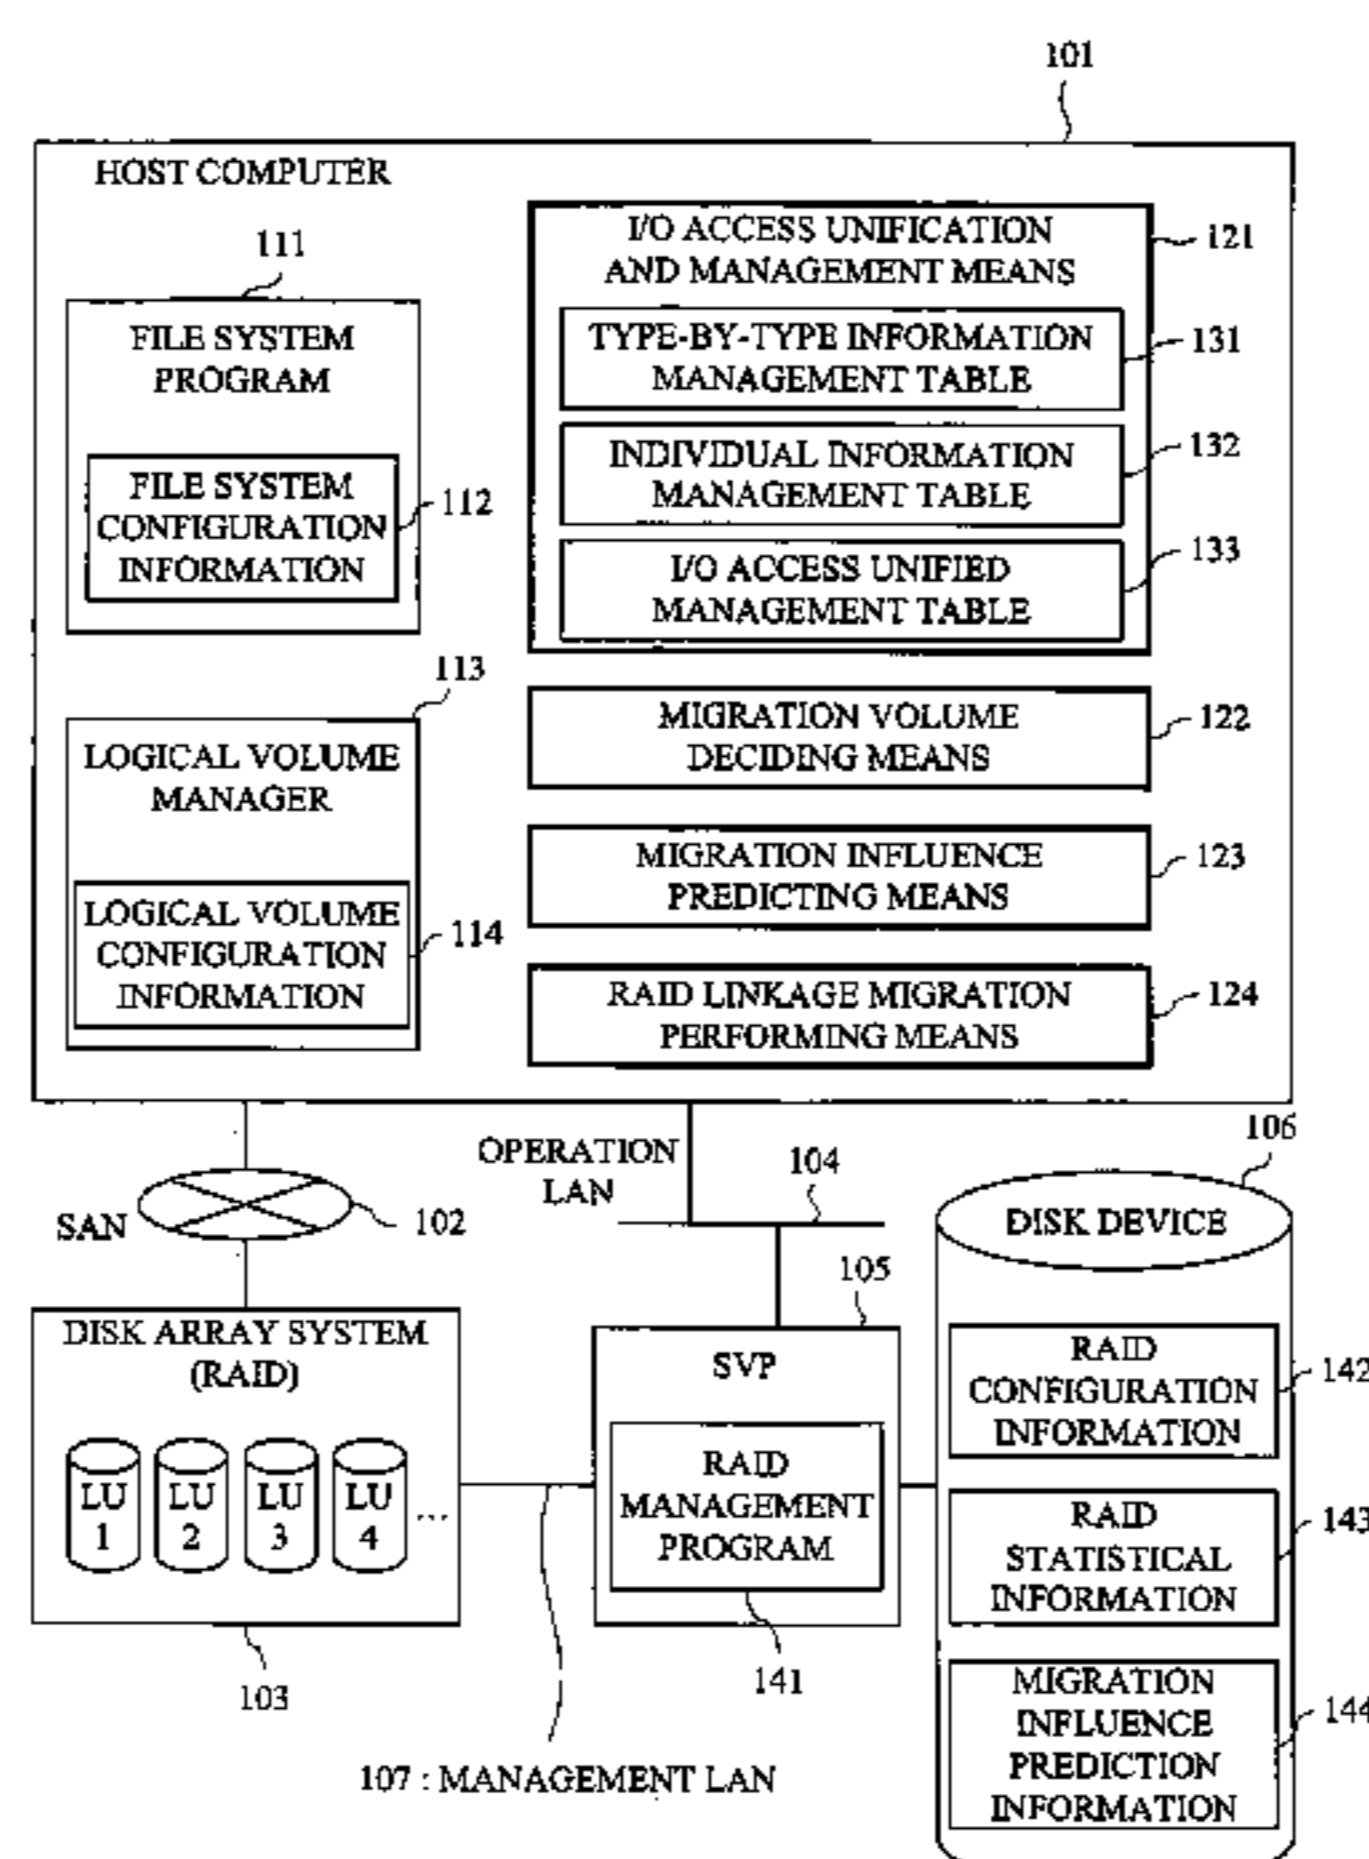 101
HOST COMPUTER
111
FILE SYSTEM
PROGRAM
FILE SYSTEM
CONFIGURATION
INFORMATION
112
113
LOGICAL VOLUME
MANAGER
LOGICAL VOLUME
CONFIGURATION
INFORMATION
114
I/O ACCESS UNIFICATION
AND MANAGEMENT MEANS
121
TYPE-BY-TYPE INFORMATION
MANAGEMENT TABLE
131
INDIVIDUAL INFORMATION
MANAGEMENT TABLE
132
I/O ACCESS UNIFIED
MANAGEMENT TABLE
133
MIGRATION VOLUME
DECIDING MEANS
122
MIGRATION INFLUENCE
PREDICTING MEANS
123
RAID LINKAGE MIGRATION
PERFORMING MEANS
124
SAN
102
OPERATION
LAN
104
DISK ARRAY SYSTEM
(RAID)
LU
1
LU
2
LU
3
LU
4
...
103
105
SVP
RAID
MANAGEMENT
PROGRAM
141
107 : MANAGEMENT LAN
106
DISK DEVICE
RAID
CONFIGURATION
INFORMATION
142
RAID
STATISTICAL
INFORMATION
143
MIGRATION
INFLUENCE
PREDICTION
INFORMATION
144